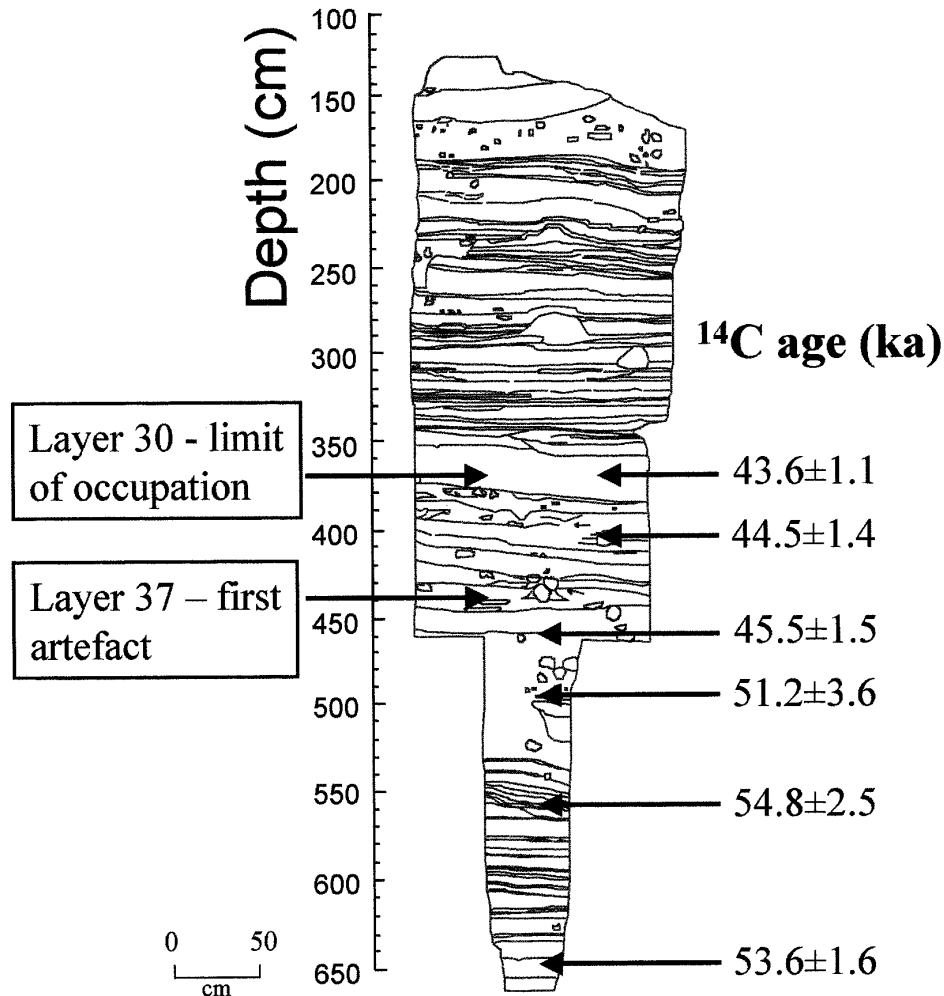 Depth (cm)
100
150
200
250
300
350
400
450
500
550
600
650
¹⁴C age (ka)
Layer 30 - limit
of occupation
Layer 37 – first
artefact
43.6±1.1
44.5±1.4
45.5±1.5
51.2±3.6
54.8±2.5
53.6±1.6
0 50
cm